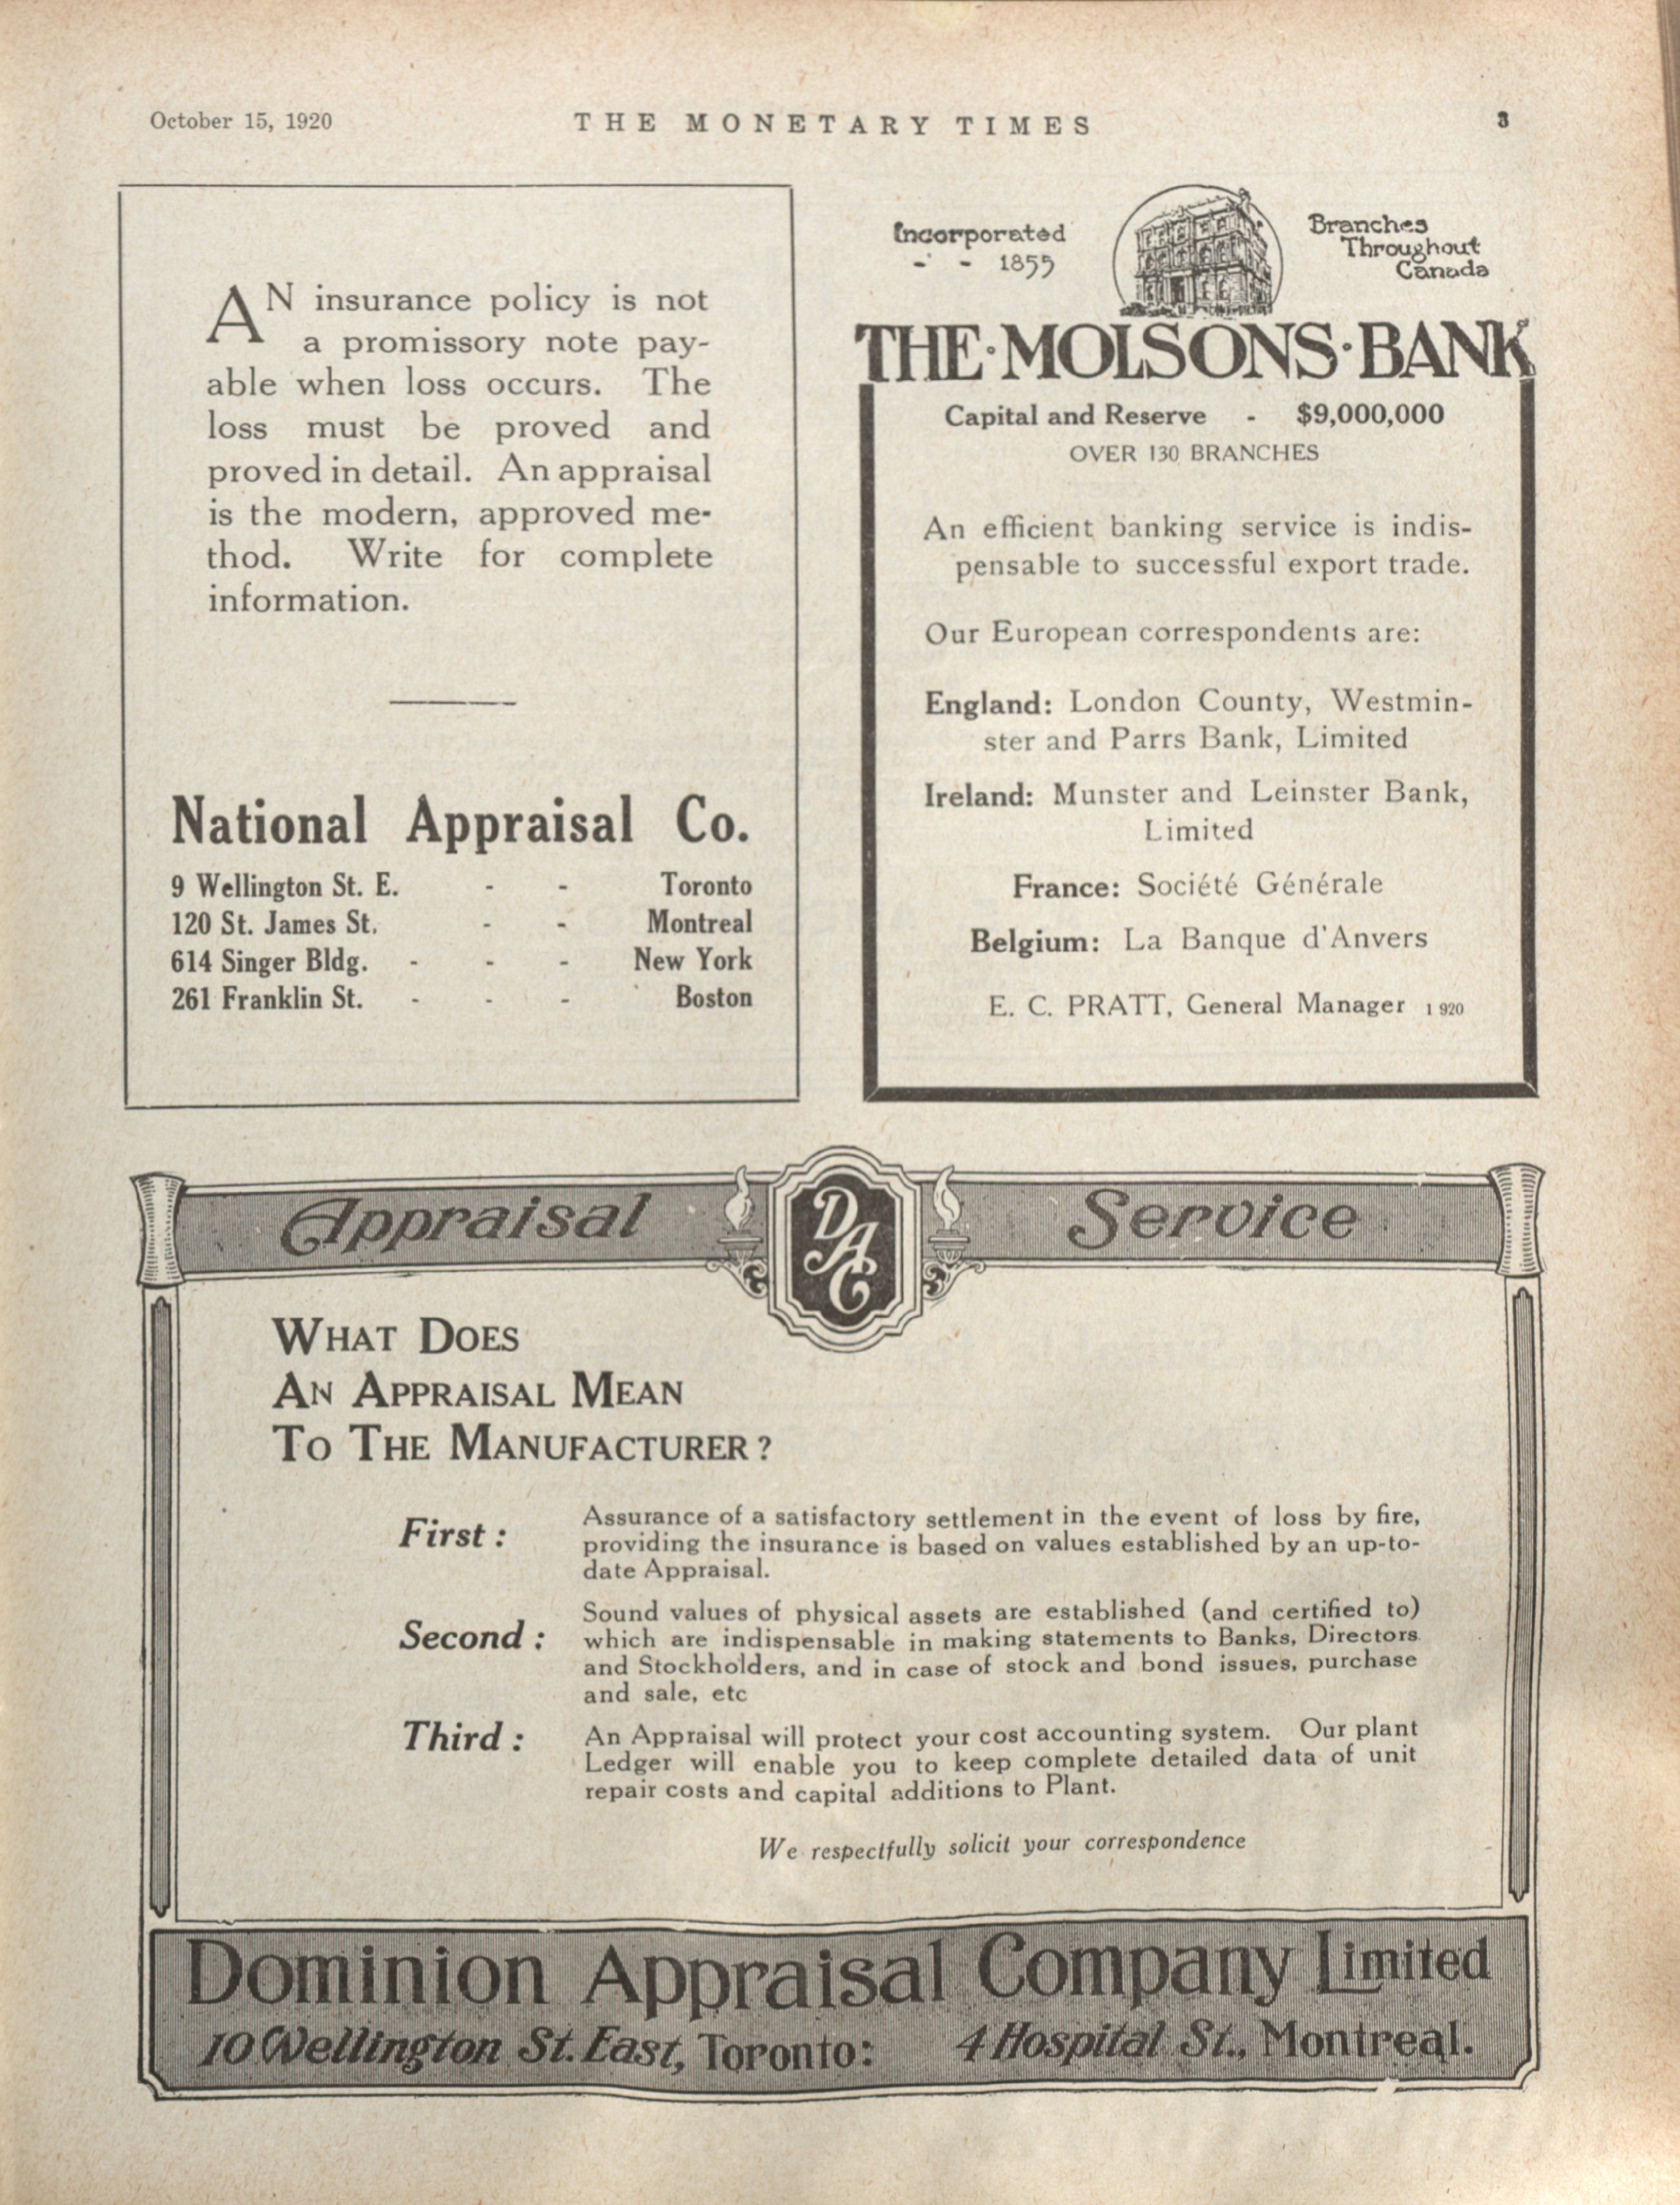 October 15, 1920
THE MONETARY TIMES
3
AN insurance policy is not
a promissory note pay-
able when loss occurs. The
loss must be proved and
proved in detail. An appraisal
is the modern, approved me-
thod. Write for complete
information.
National Appraisal Co.
9 Wellington St. E. - - Toronto
120 St. James St. - - Montreal
614 Singer Bldg. - - - New York
261 Franklin St. - - - Boston
Incorporated
- - 1855
Branches
Throughout
Canada
THE·MOLSONS·BANK
Capital and Reserve - $9,000,000
OVER 130 BRANCHES
An efficient banking service is indis-
pensable to successful export trade.
Our European correspondents are:
England: London County, Westmin-
ster and Parrs Bank, Limited
Ireland: Munster and Leinster Bank,
Limited
France: Société Générale
Belgium: La Banque d'Anvers
E. C. PRATT, General Manager 1920
Appraisal DAC Service
WHAT DOES
AN APPRAISAL MEAN
TO THE MANUFACTURER?
First: Assurance of a satisfactory settlement in the event of loss by fire,
providing the insurance is based on values established by an up-to-
date Appraisal.
Second: Sound values of physical assets are established (and certified to)
which are indispensable in making statements to Banks, Directors
and Stockholders, and in case of stock and bond issues, purchase
and sale, etc
Third: An Appraisal will protect your cost accounting system. Our plant
Ledger will enable you to keep complete detailed data of unit
repair costs and capital additions to Plant.
We respectfully solicit your correspondence
Dominion Appraisal Company Limited
10 Wellington St. East, Toronto: 4 Hospital St., Montreal.